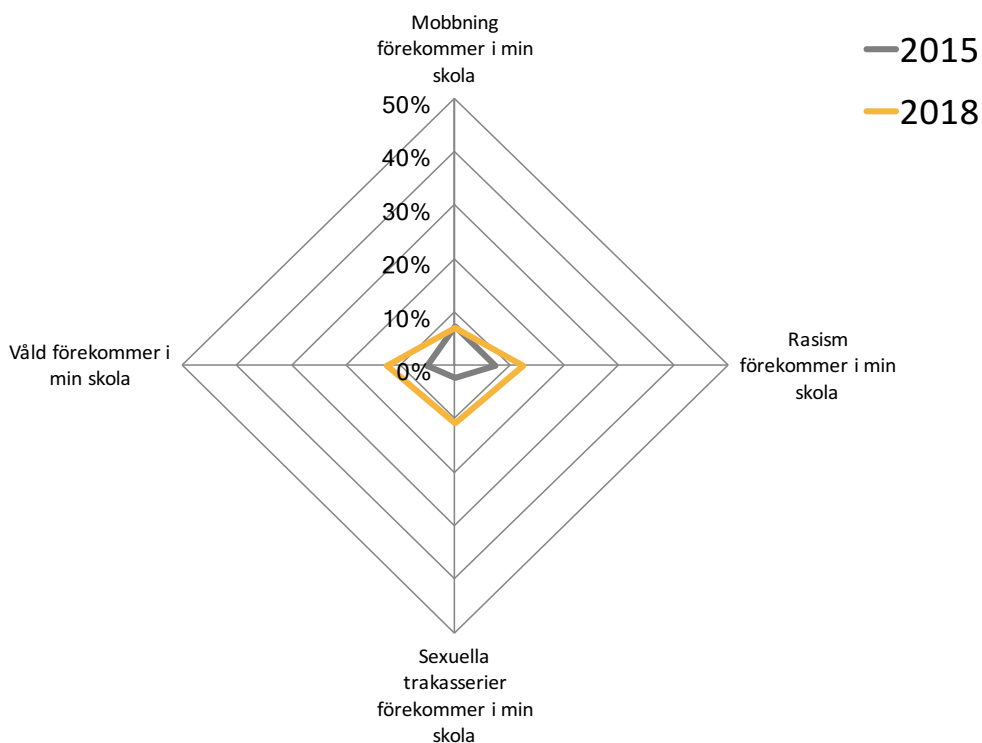 Mobbning
förekommer i min
skola
2015
2018
50%
40%
30%
20%
10%
0%
Rasism
förekommer i min
skola
Våld förekommer i
min skola
Sexuella
trakasserier
förekommer i min
skola